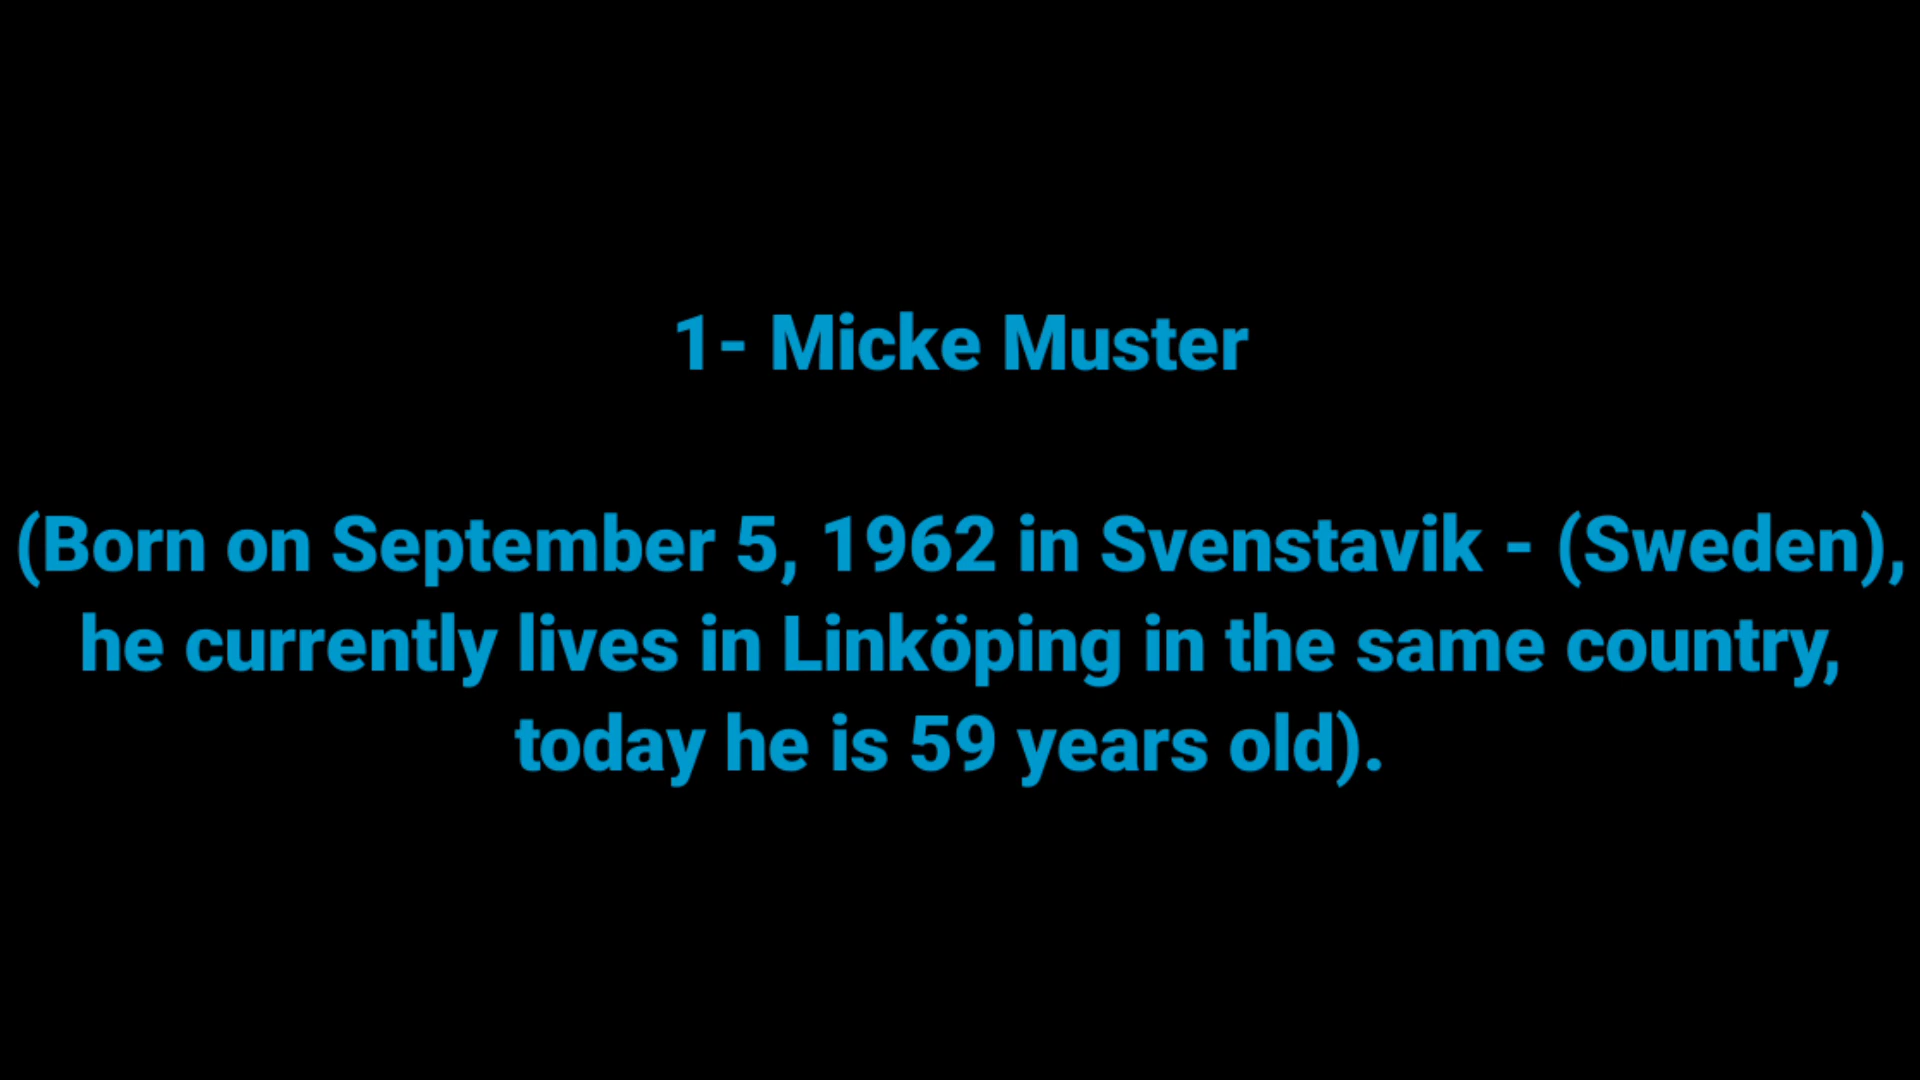 1- Micke Muster
(Born on September 5, 1962 in Svenstavik - (Sweden),
he currently lives in Linköping in the same country,
today he is 59 years old).